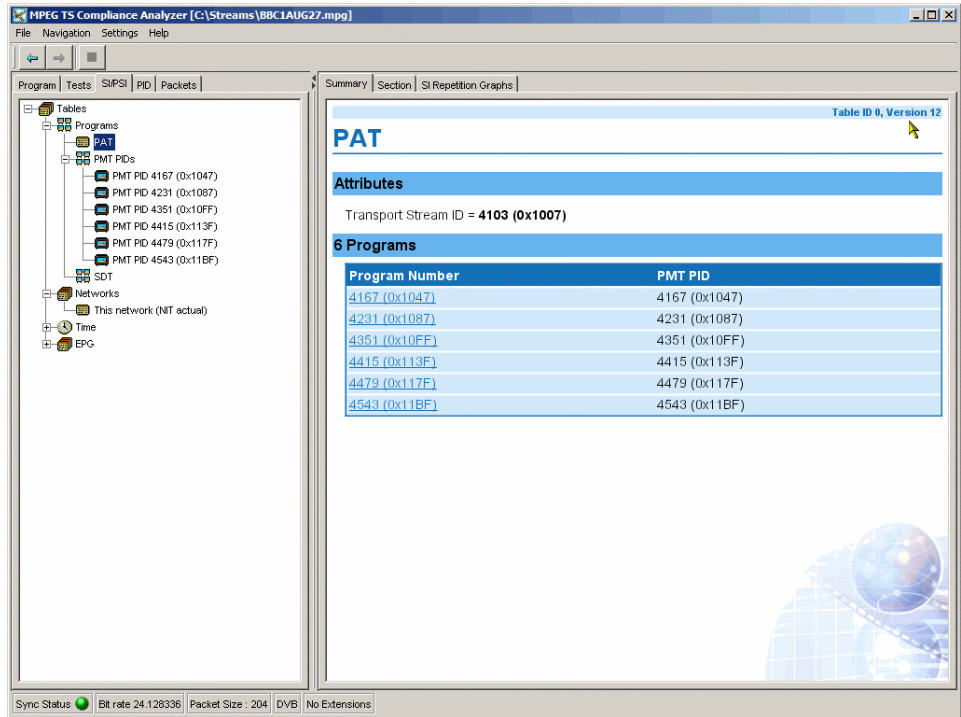 MPEG TS Compliance Analyzer [C:\Streams\BBC1AUG27.mpg]
File Navigation Settings Help
Program Tests SI/PSI PID Packets
Summary Section SI Repetition Graphs
Tables
Programs
PAT
PMT PIDs
PMT PID 4167 (0x1047)
PMT PID 4231 (0x1087)
PMT PID 4351 (0x10FF)
PMT PID 4415 (0x113F)
PMT PID 4479 (0x117F)
PMT PID 4543 (0x11BF)
SDT
Networks
This network (NIT actual)
Time
EPG
Table ID 0, Version 12
PAT
Attributes
Transport Stream ID = 4103 (0x1007)
6 Programs
Program Number PMT PID
4167 (0x1047) 4167 (0x1047)
4231 (0x1087) 4231 (0x1087)
4351 (0x10FF) 4351 (0x10FF)
4415 (0x113F) 4415 (0x113F)
4479 (0x117F) 4479 (0x117F)
4543 (0x11BF) 4543 (0x11BF)
Sync Status Bit rate 24.128336 Packet Size : 204 DVB No Extensions